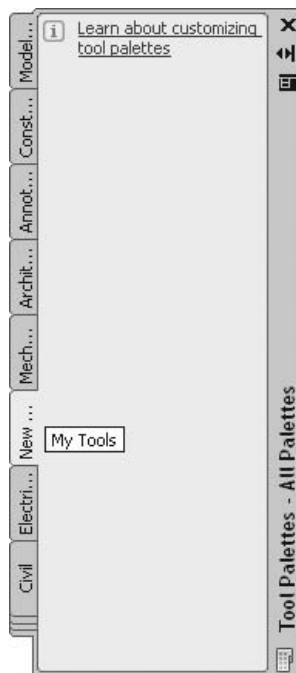 Learn about customizing
tool palettes
Model...
Const...
Annot...
Archit...
Mech...
New ...
My Tools
Electri...
Civil
Tool Palettes - All Palettes